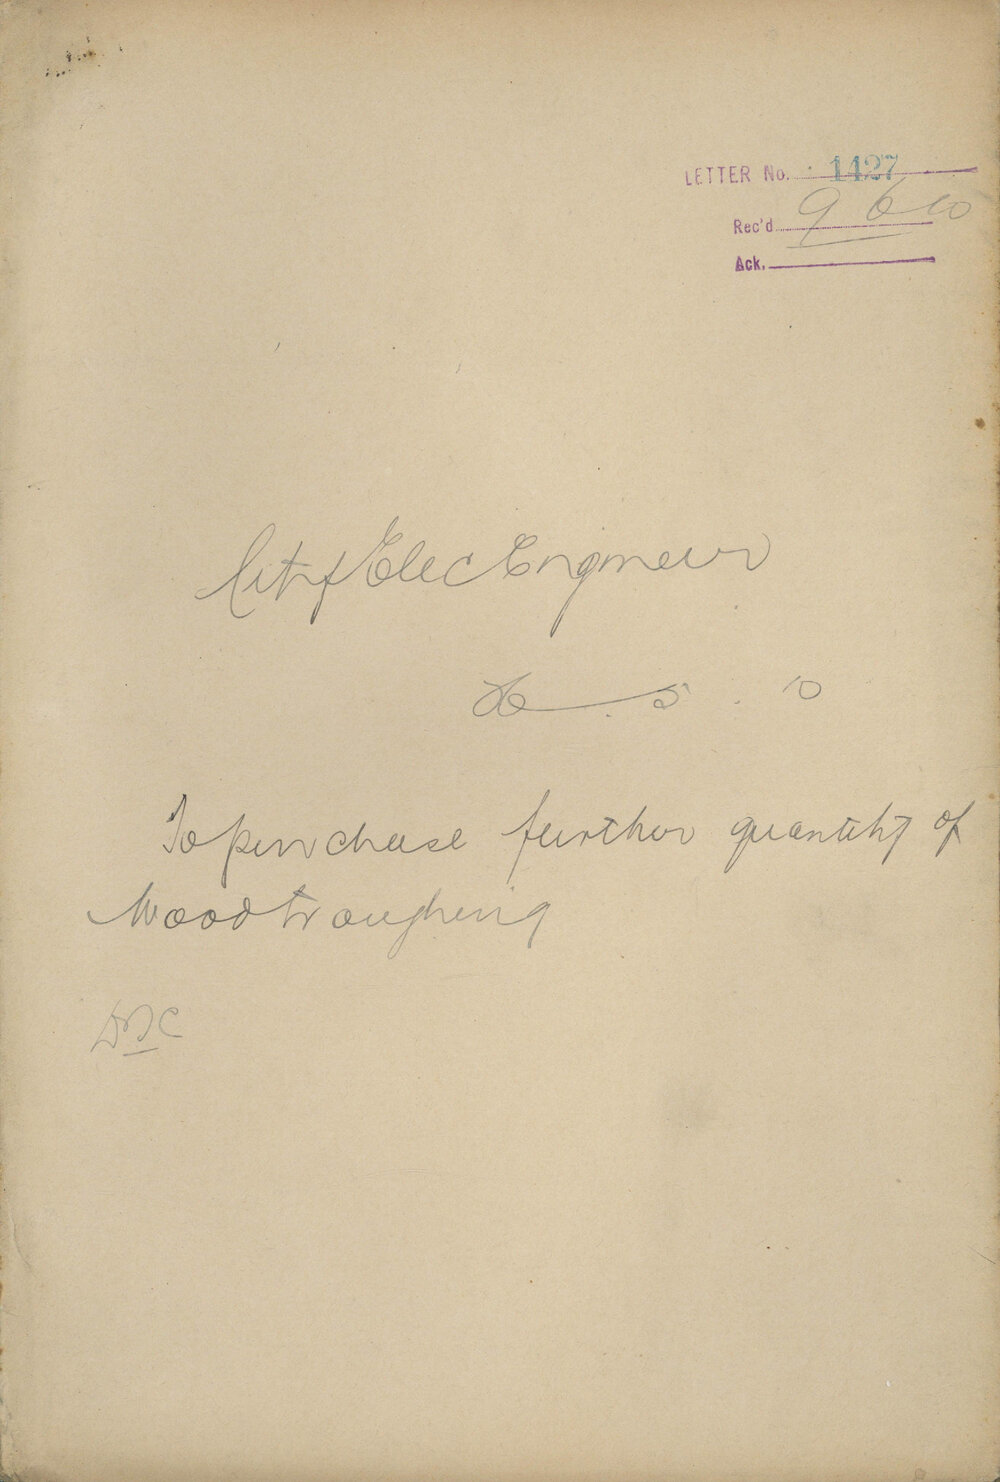 LETTER No. 1427
Rec'd 9 6 10
Ack.
City Elec Engineer
5 . 10
To purchase further quantity of
Wood troughing